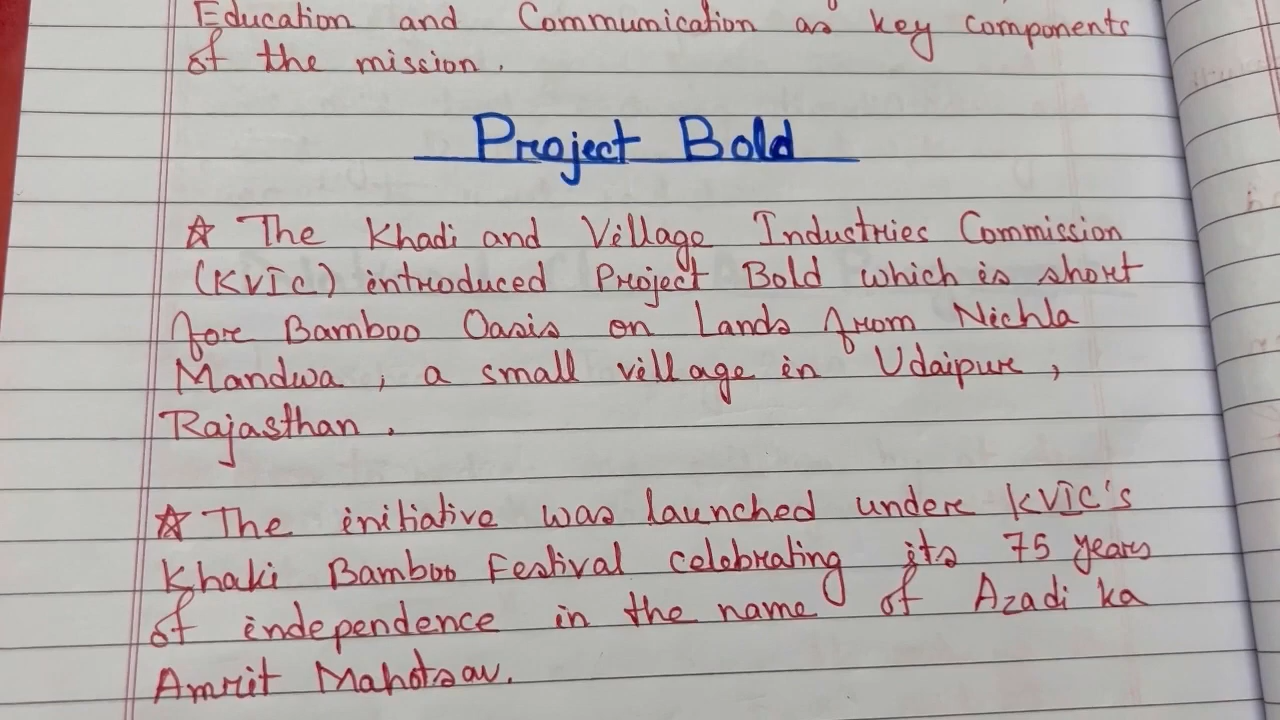 Education and Communication as key components
of the mission.
Project Bold
☆ The Khadi and Village Industries Commission
(KVIC) introduced Project Bold which is short
for Bamboo Oasis on Lands from Nichla
Mandwa, a small village in Udaipur,
Rajasthan.
☆ The initiative was launched under KVIC's
Khaki Bamboo Festival celebrating its 75 years
of independence in the name of Azadi ka
Amrit Mahotsav.